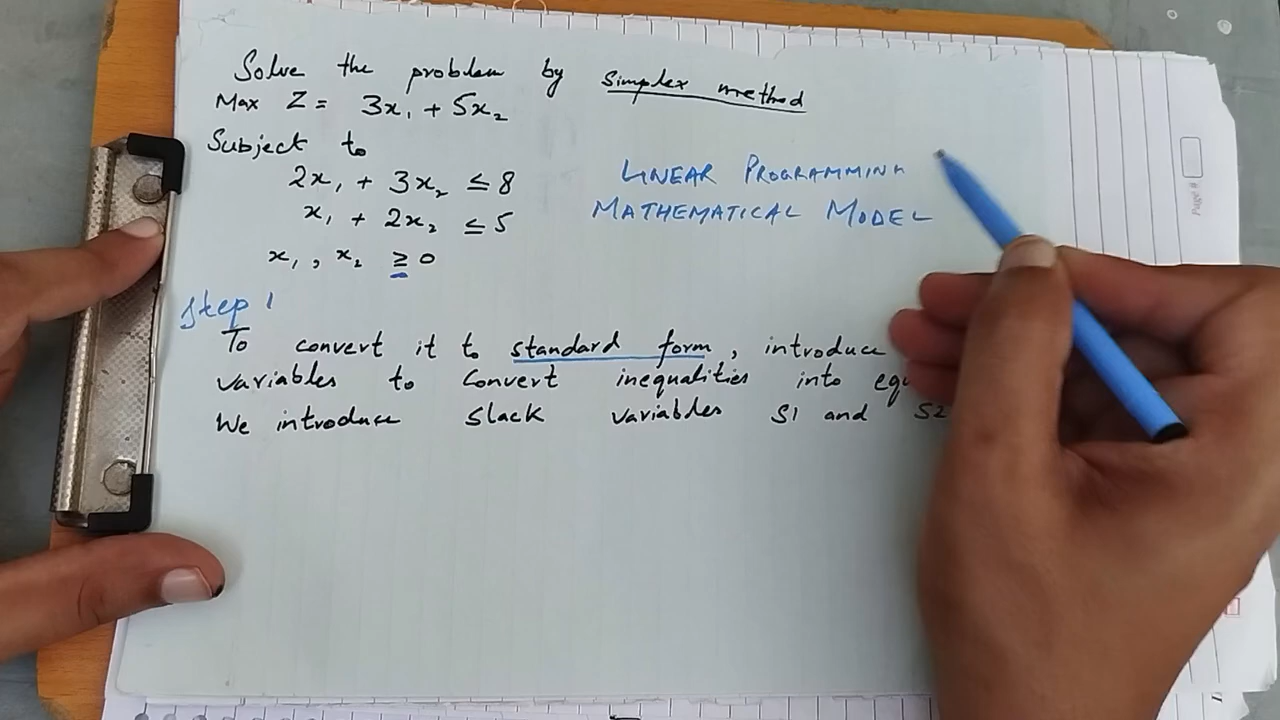 Solve the problem by Simplex method
Max Z = 3x₁ + 5x₂
Subject to
2x₁ + 3x₂ ≤ 8
x₁ + 2x₂ ≤ 5
x₁, x₂ ≥ 0
LINEAR PROGRAMMING
MATHEMATICAL MODEL
Step 1
To convert it to standard form, introduce
variables to convert inequalities into equ
We introduce slack variables S1 and S2
Page #